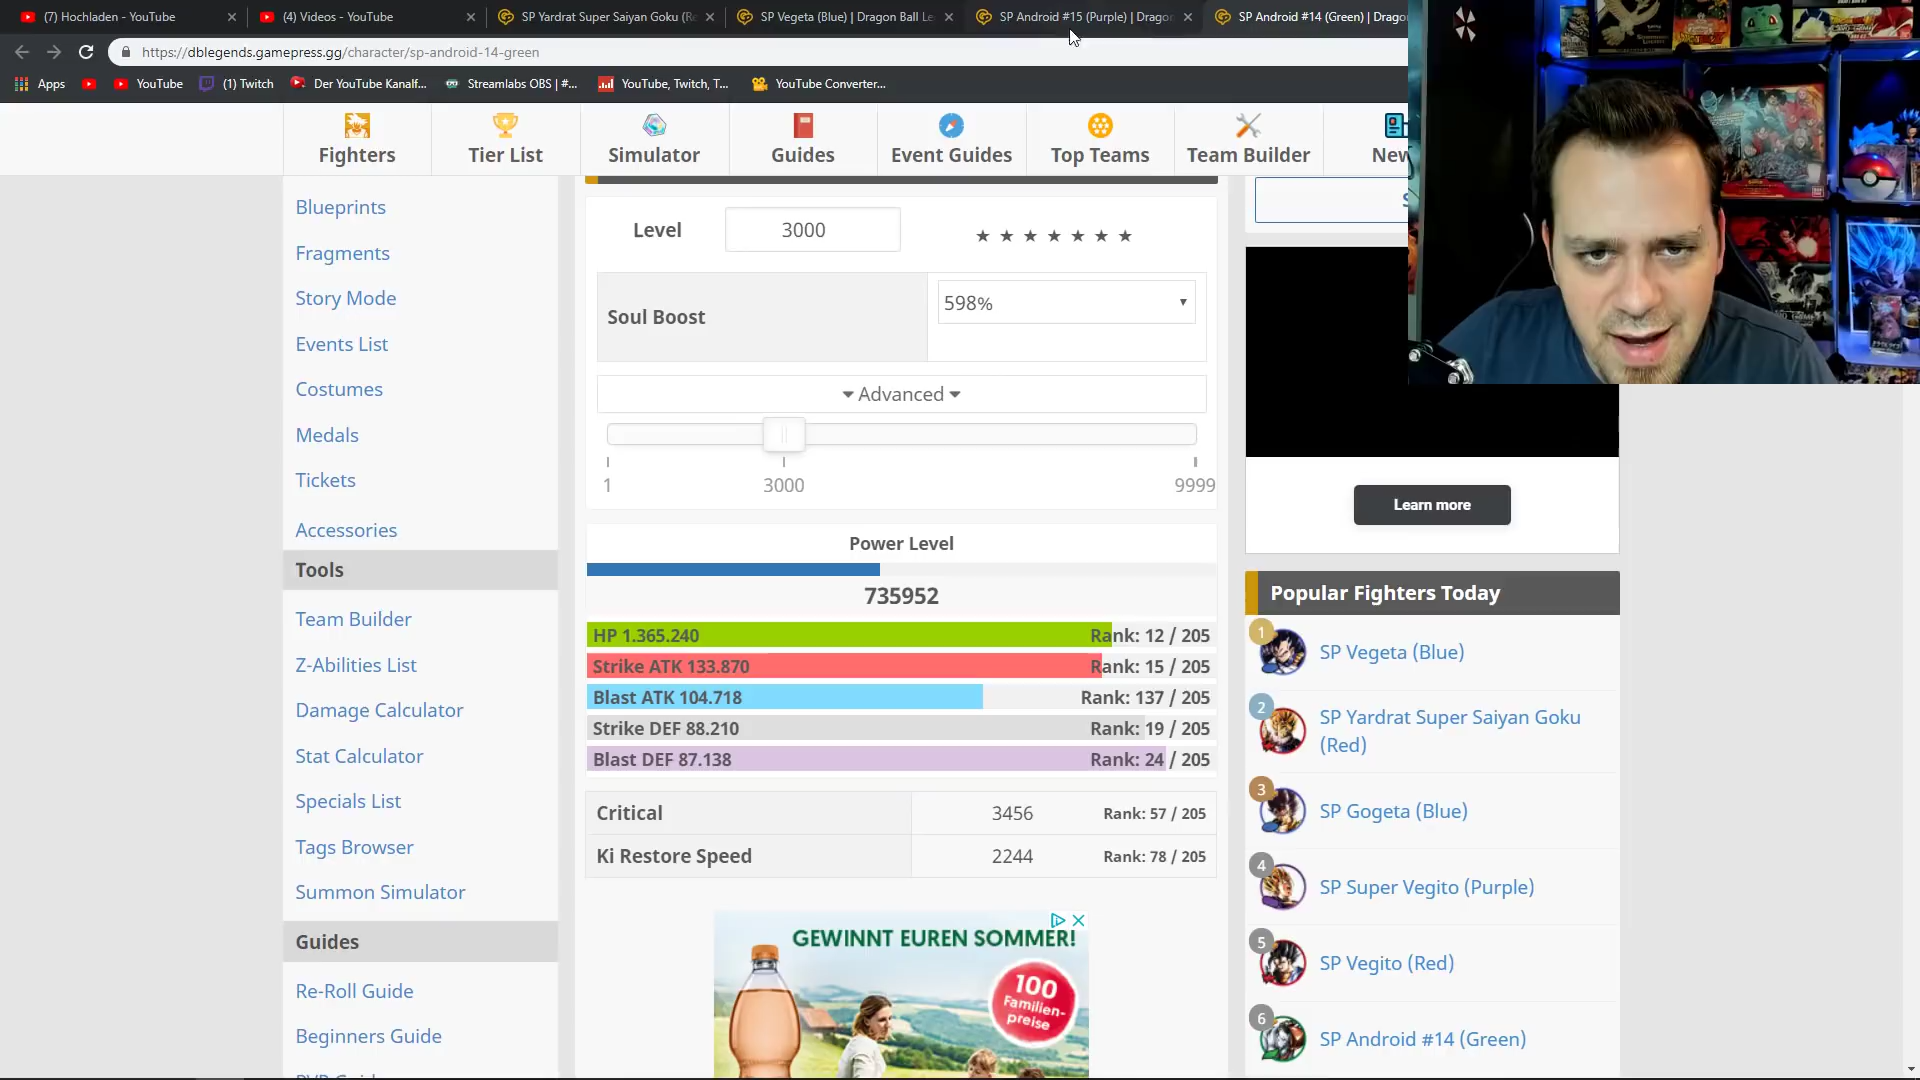 (7) Hochladen - YouTube
(4) Videos - YouTube
SP Yardrat Super Saiyan Goku (Re
SP Vegeta (Blue) | Dragon Ball Le
SP Android #15 (Purple) | Drago
SP Android #14 (Green) | Drago
https://dblegends.gamepress.gg/character/sp-android-14-green
Apps
YouTube
(1) Twitch
Der YouTube Kanalf...
Streamlabs OBS | #...
YouTube, Twitch, T...
YouTube Converter...
Fighters
Tier List
Simulator
Guides
Event Guides
Top Teams
Team Builder
New
Blueprints
Fragments
Story Mode
Events List
Costumes
Medals
Tickets
Accessories
Tools
Team Builder
Z-Abilities List
Damage Calculator
Stat Calculator
Specials List
Tags Browser
Summon Simulator
Guides
Re-Roll Guide
Beginners Guide
Level
3000
★ ★ ★ ★ ★ ★ ★
Soul Boost
598%
Advanced
1
3000
9999
Power Level
735952
HP 1.365.240 Rank: 12 / 205
Strike ATK 133.870 Rank: 15 / 205
Blast ATK 104.718 Rank: 137 / 205
Strike DEF 88.210 Rank: 19 / 205
Blast DEF 87.138 Rank: 24 / 205
Critical 3456 Rank: 57 / 205
Ki Restore Speed 2244 Rank: 78 / 205
GEWINNT EUREN SOMMER!
100
Familien-
preise
Learn more
Popular Fighters Today
1
SP Vegeta (Blue)
2
SP Yardrat Super Saiyan Goku
(Red)
3
SP Gogeta (Blue)
4
SP Super Vegito (Purple)
5
SP Vegito (Red)
6
SP Android #14 (Green)